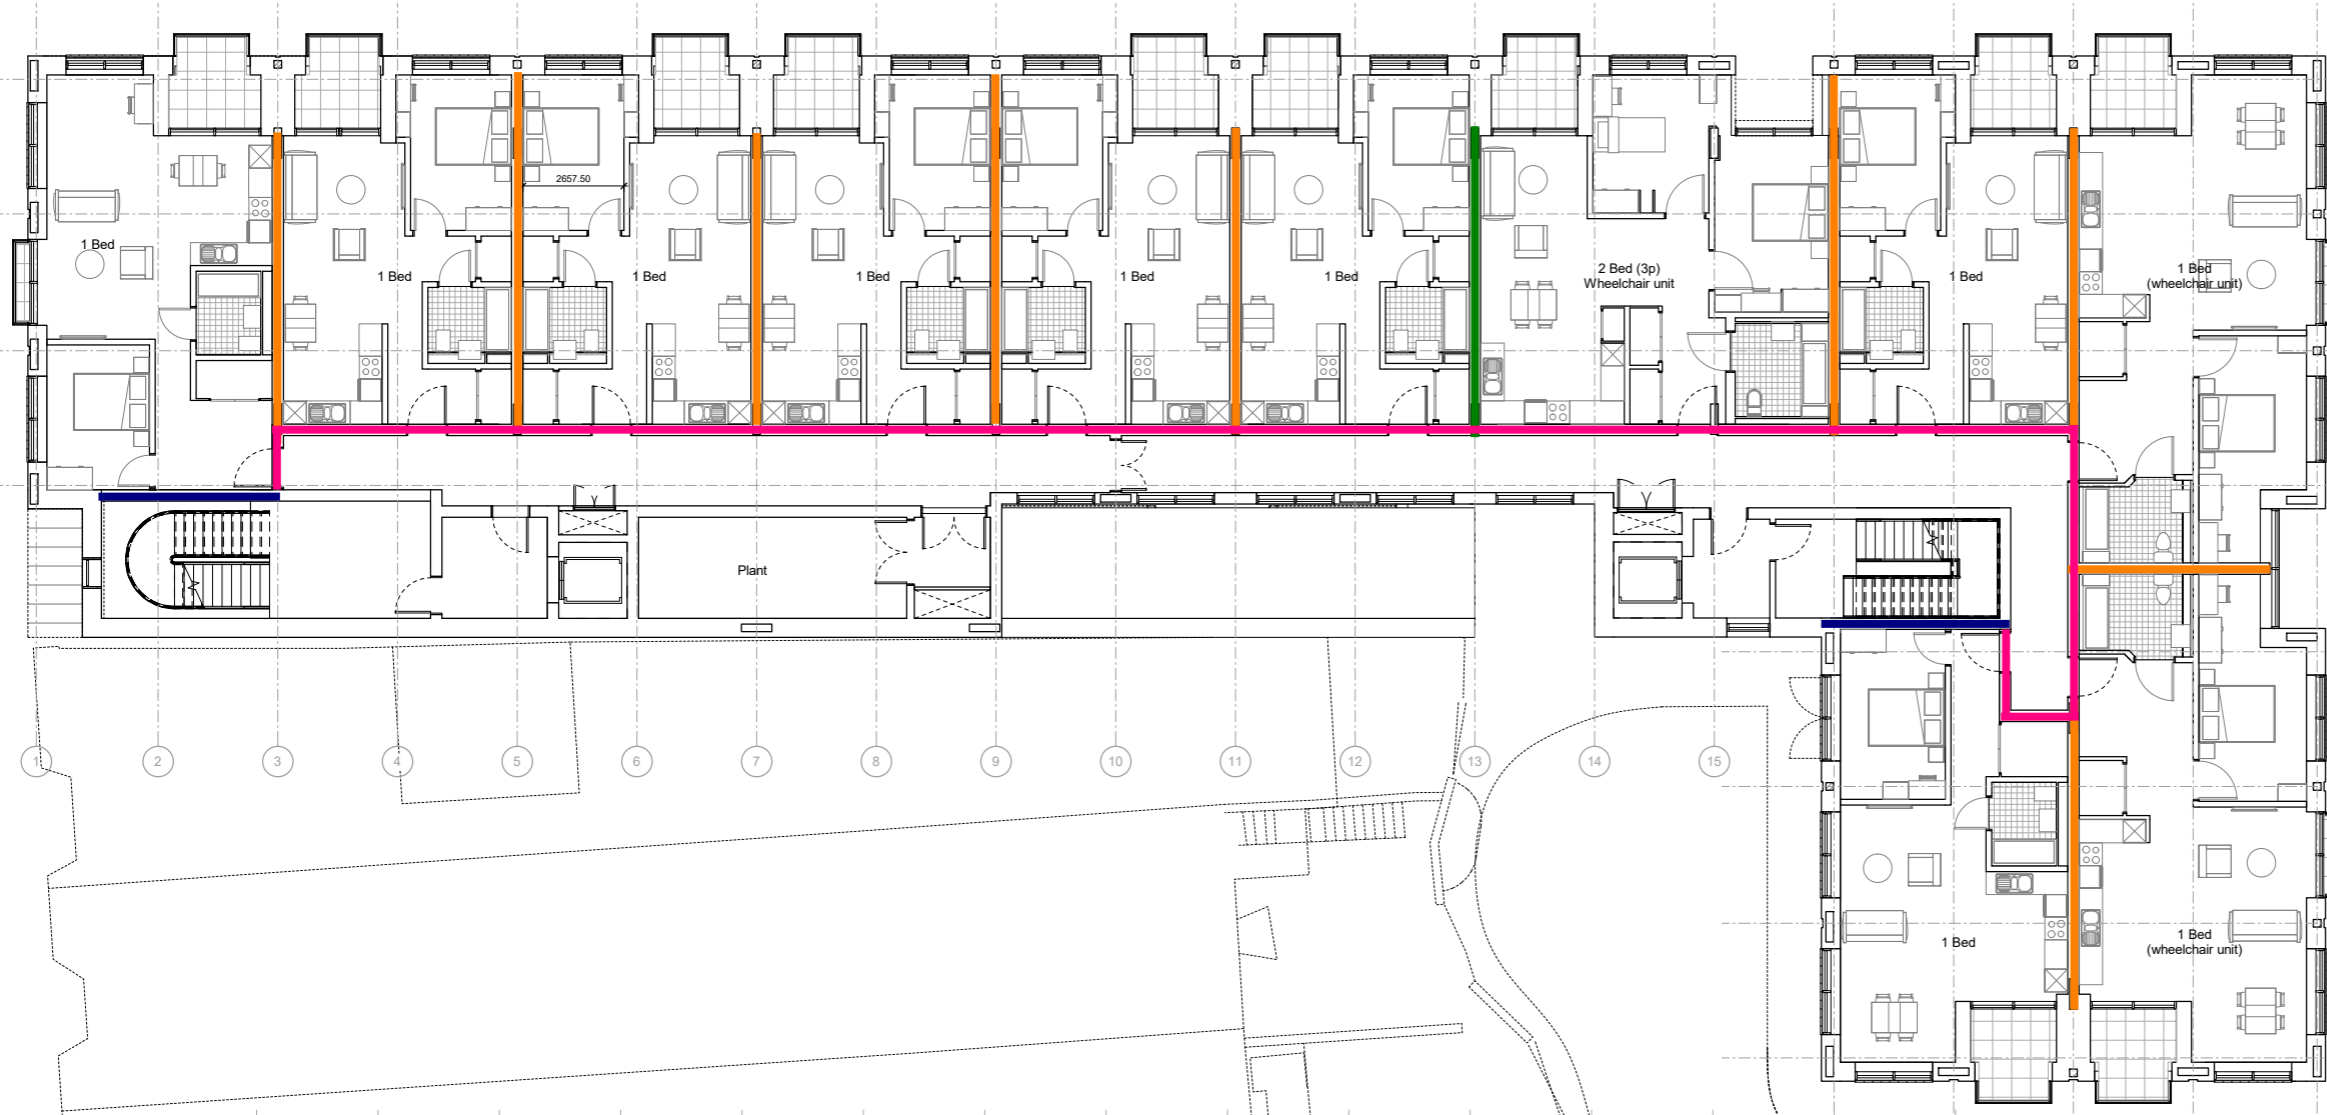 2657.50
1 Bed
1 Bed
1 Bed
1 Bed
1 Bed
1 Bed
2 Bed (3p)
Wheelchair unit
1 Bed
1 Bed
(wheelchair unit)
Plant
1
2
3
4
5
6
7
8
9
10
11
12
13
14
15
1 Bed
1 Bed
(wheelchair unit)